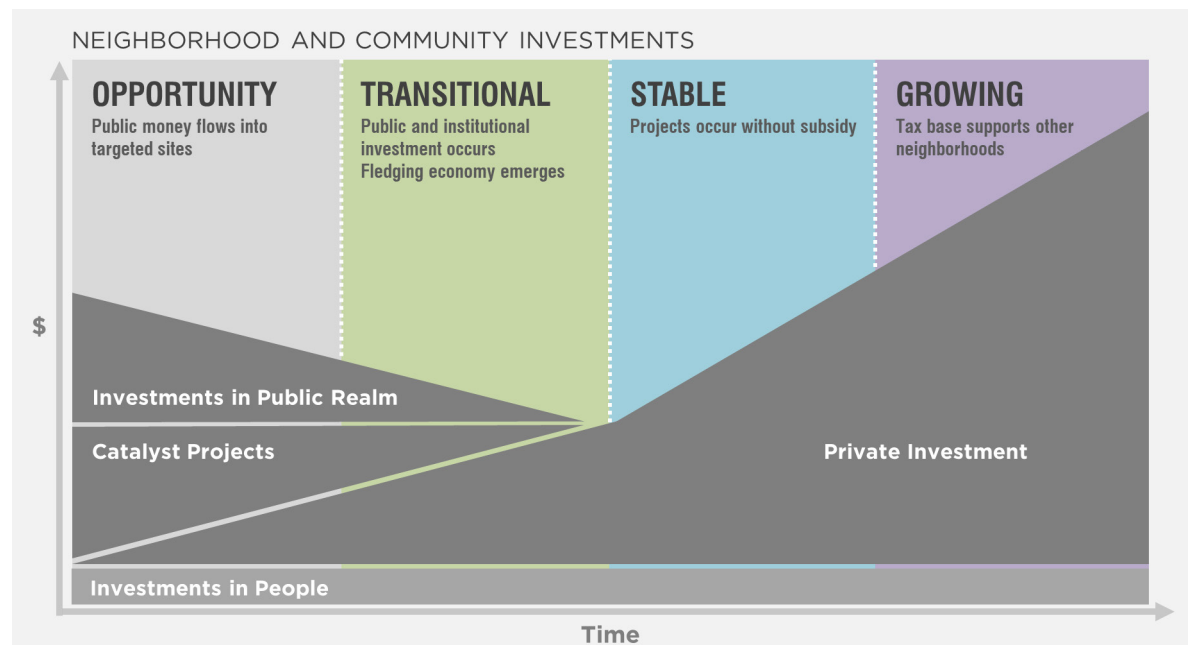 NEIGHBORHOOD AND COMMUNITY INVESTMENTS
OPPORTUNITY
Public money flows into
targeted sites
TRANSITIONAL
Public and institutional
investment occurs
Fledging economy emerges
STABLE
Projects occur without subsidy
GROWING
Tax base supports other
neighborhoods
$
Investments in Public Realm
Catalyst Projects
Private Investment
Investments in People
Time